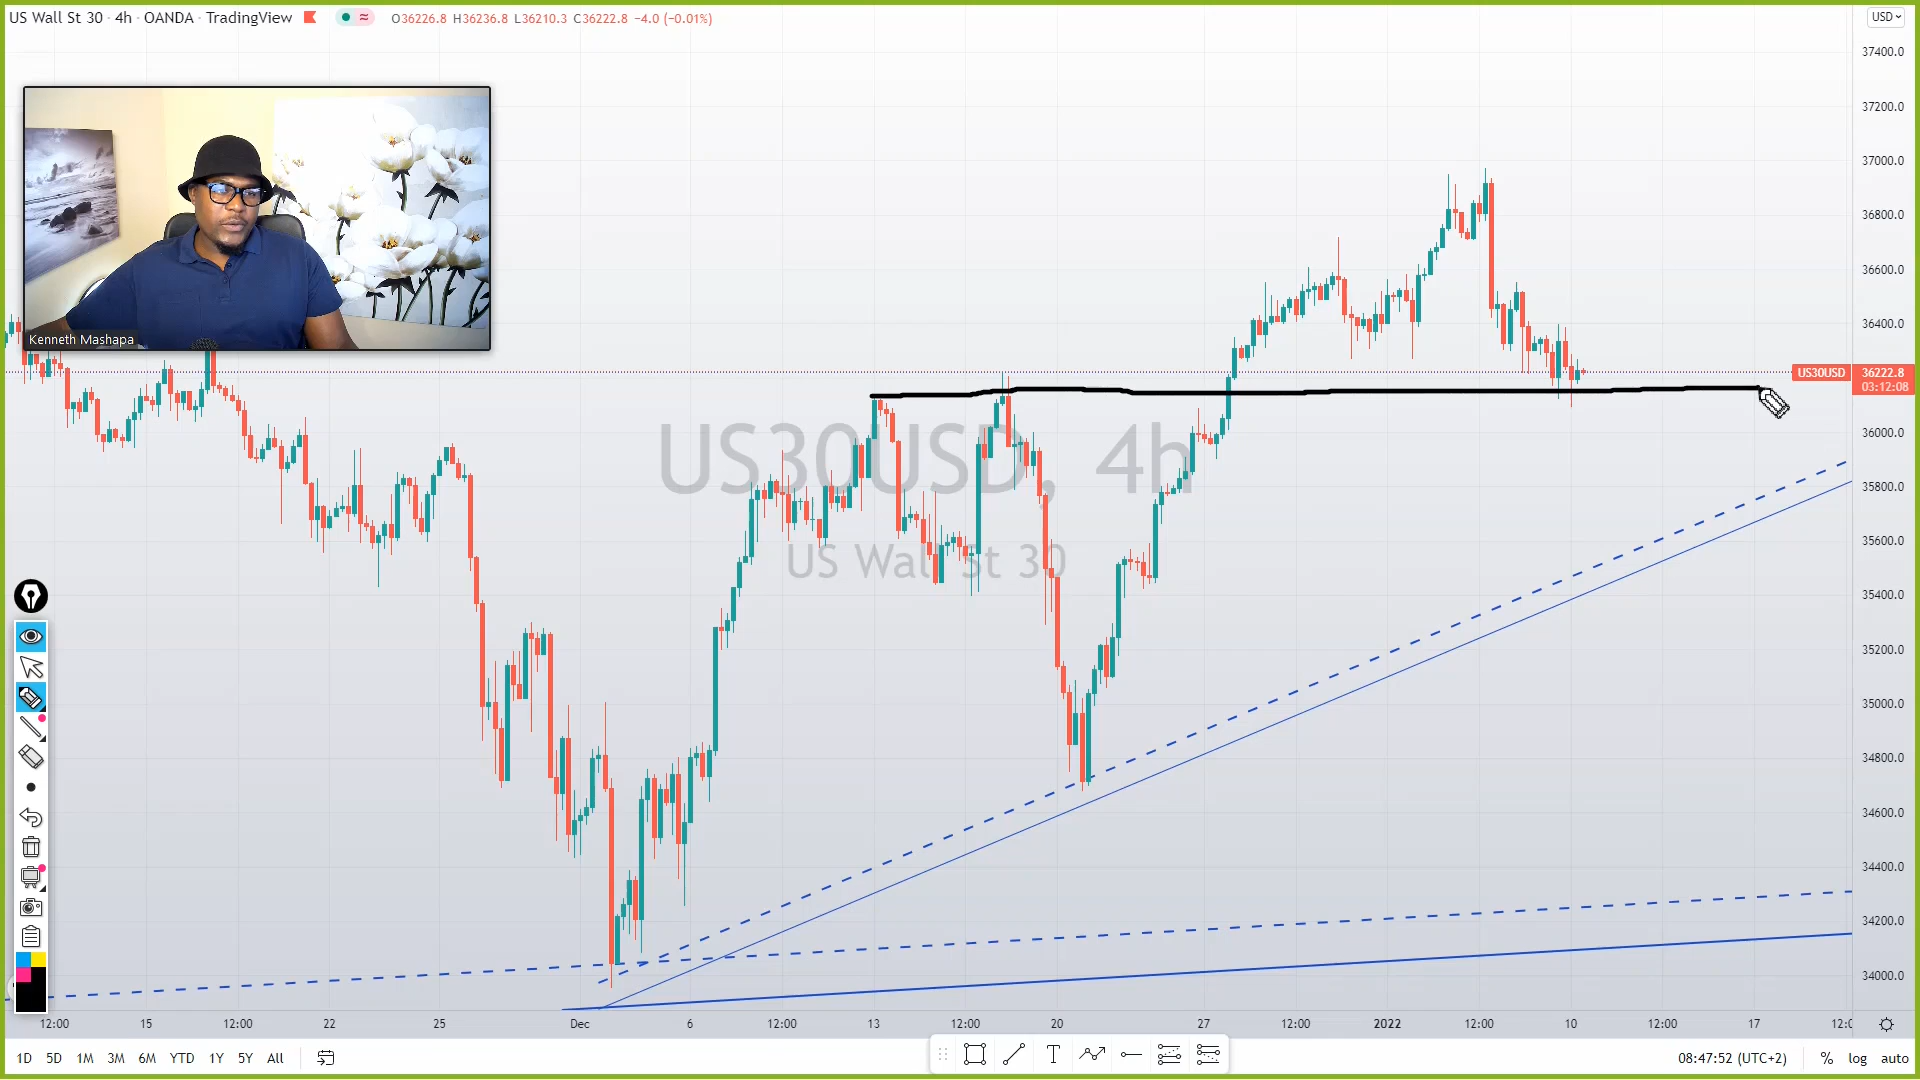 US Wall St 30 · 4h · OANDA · TradingView
O36226.8 H36236.8 L36210.3 C36222.8 −4.0 (−0.01%)
USD
37400.0
37200.0
37000.0
36800.0
36600.0
36400.0
US30USD 36222.8
03:12:08
36000.0
35800.0
35600.0
35400.0
35200.0
35000.0
34800.0
34600.0
34400.0
34200.0
34000.0
Kenneth Mashapa
US30USD, 4h
US Wall St 30
12:00 15 12:00 22 25 Dec 6 12:00 13 12:00 20 27 12:00 2022 12:00 10 12:00 17
1D 5D 1M 3M 6M YTD 1Y 5Y All
T
08:47:52 (UTC+2) % log auto